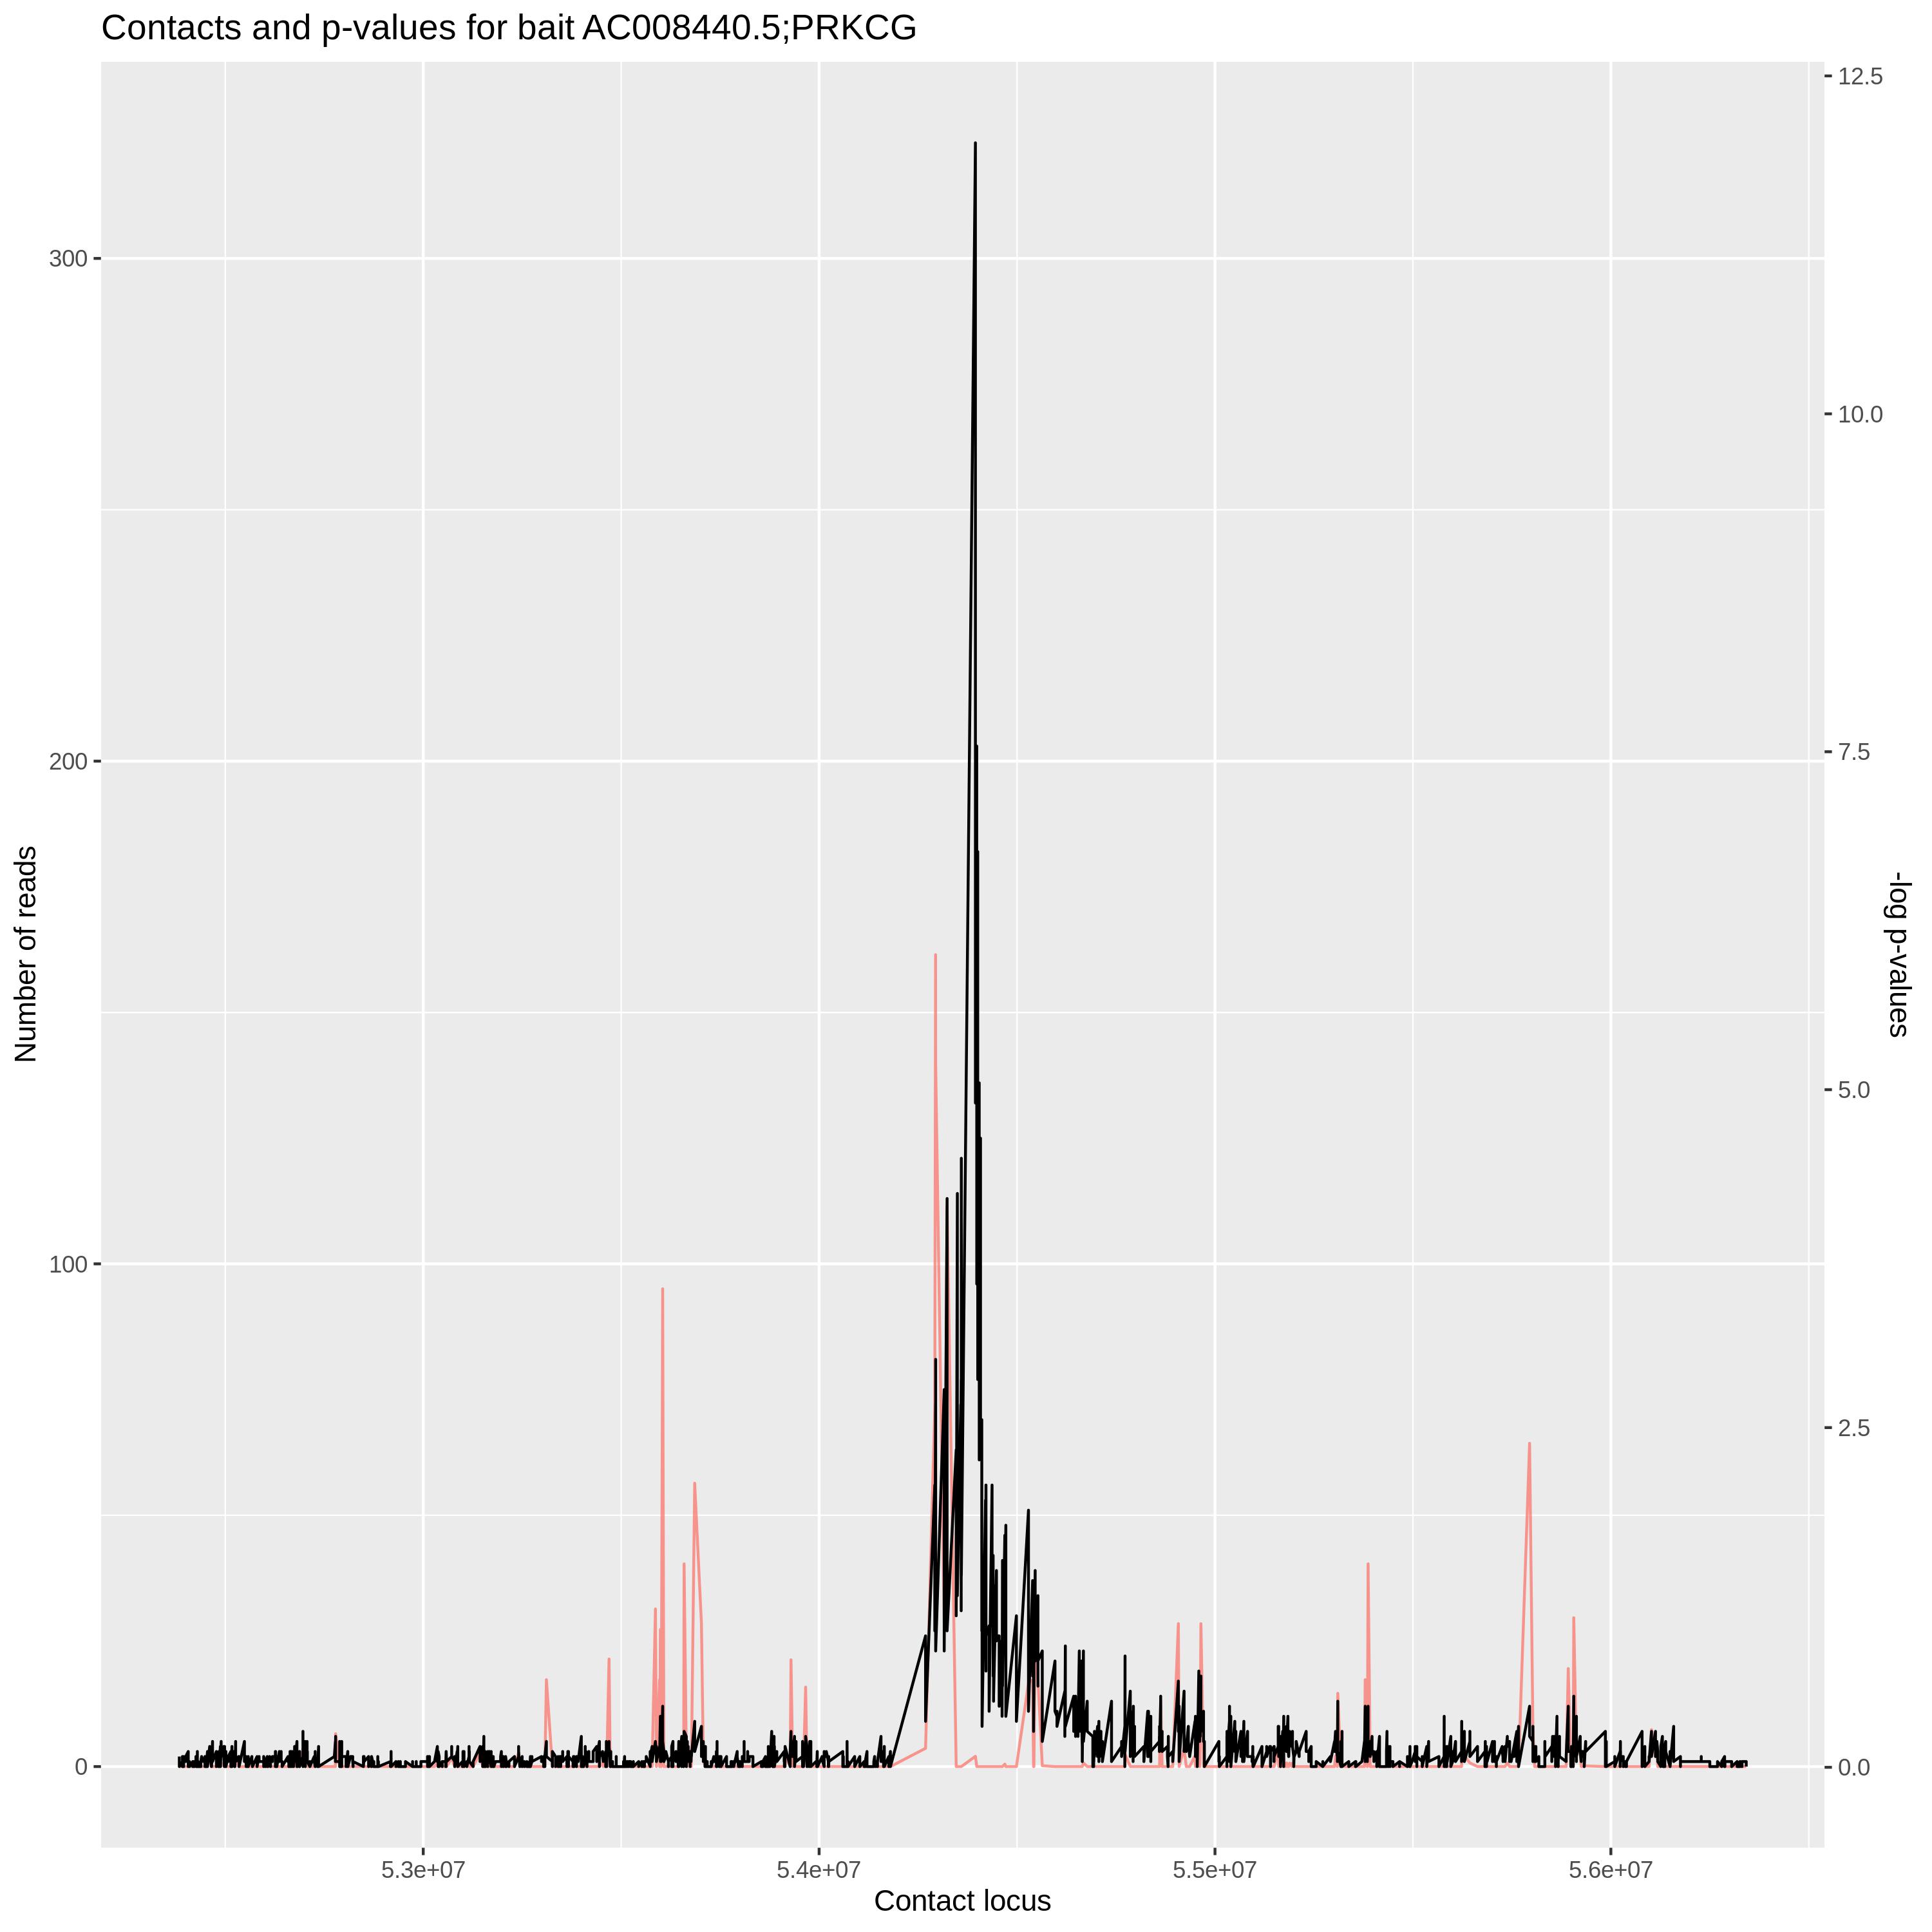 Contacts and p-values for bait AC008440.5;PRKCG
300
200
100
0
Number of reads
12.5
10.0
7.5
5.0
2.5
0.0
-log p-values
5.3e+07
5.4e+07
5.5e+07
5.6e+07
Contact locus